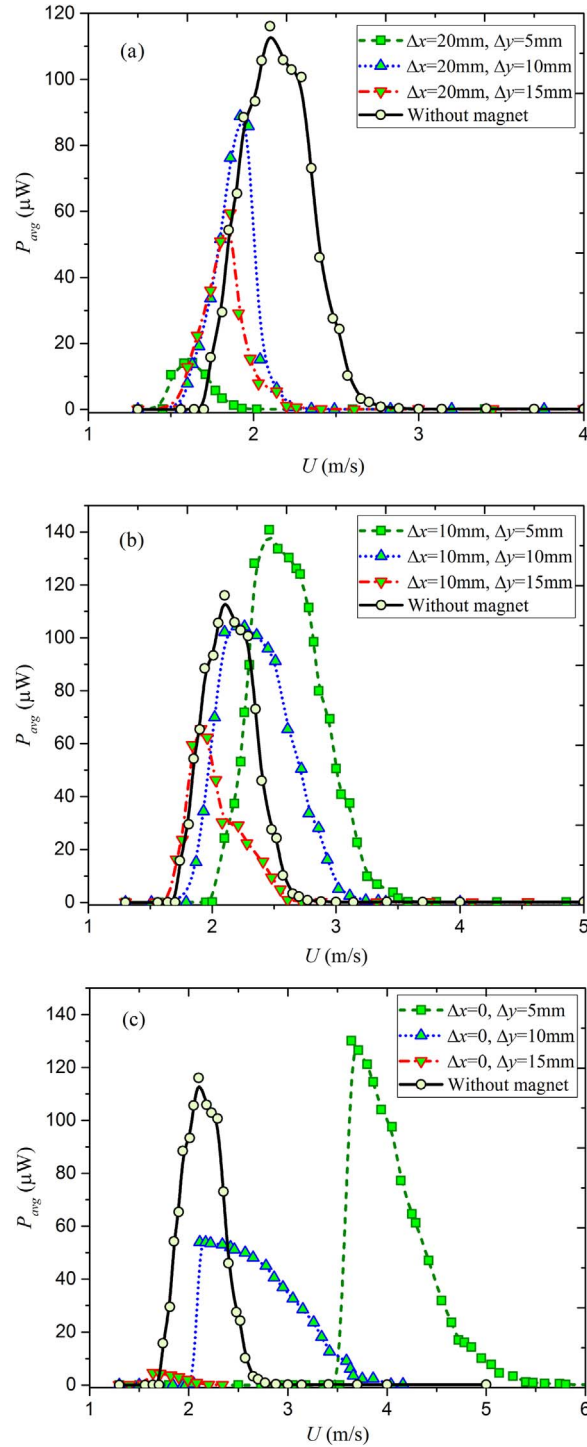 (a)
Δx=20mm, Δy=5mm
Δx=20mm, Δy=10mm
Δx=20mm, Δy=15mm
Without magnet
120
100
80
60
40
20
0
P_avg (μW)
1 2 3 4
U (m/s)
(b)
Δx=10mm, Δy=5mm
Δx=10mm, Δy=10mm
Δx=10mm, Δy=15mm
Without magnet
140
120
100
80
60
40
20
0
P_avg (μW)
1 2 3 4 5
U (m/s)
(c)
Δx=0, Δy=5mm
Δx=0, Δy=10mm
Δx=0, Δy=15mm
Without magnet
140
120
100
80
60
40
20
0
P_avg (μW)
1 2 3 4 5 6
U (m/s)